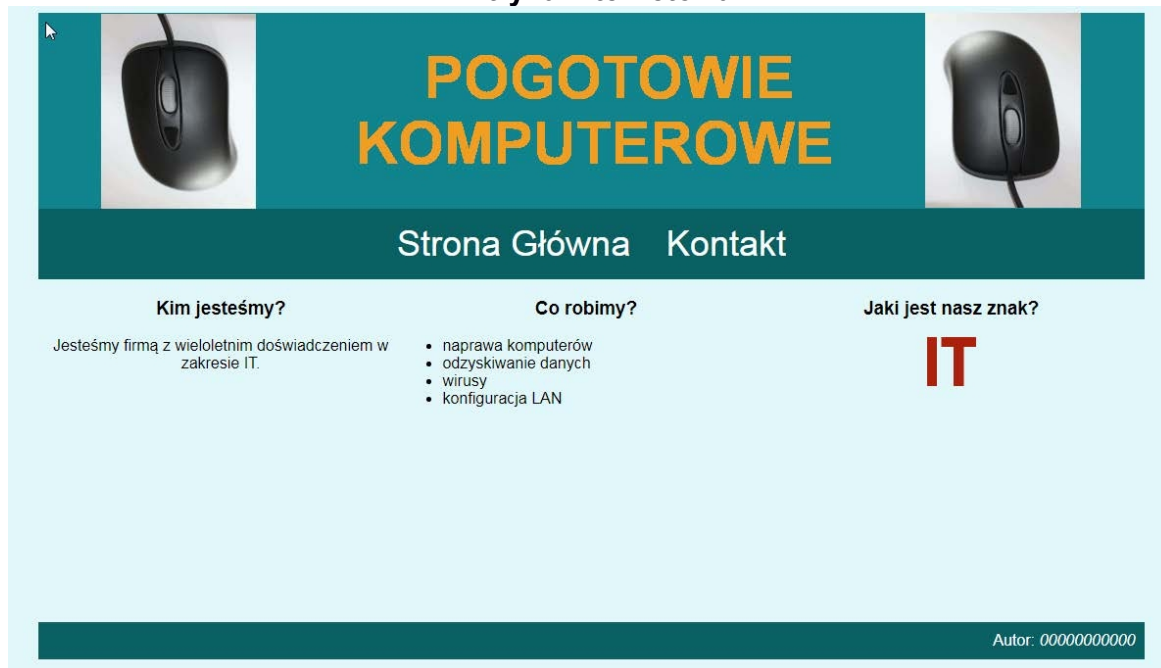 POGOTOWIE
KOMPUTEROWE
Strona Główna Kontakt
Kim jesteśmy?
Jesteśmy firmą z wieloletnim doświadczeniem w
zakresie IT.
Co robimy?
naprawa komputerów
odzyskiwanie danych
wirusy
konfiguracja LAN
Jaki jest nasz znak?
IT
Autor: 00000000000